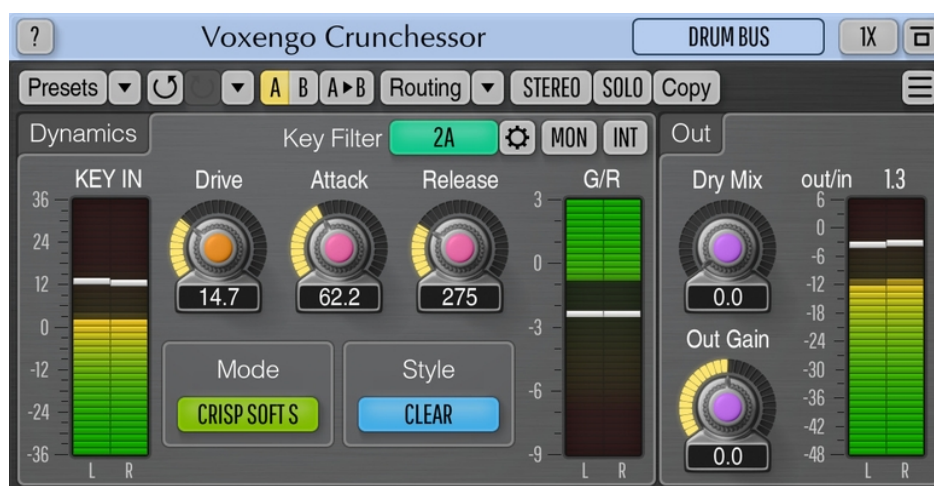 ? Voxengo Crunchessor DRUM BUS 1X
Presets A B A▸B Routing STEREO SOLO Copy
Dynamics Key Filter 2A MON INT Out
KEY IN Drive Attack Release G/R Dry Mix out/in 1.3
36 3 6
24 0
0 -6
12 -12
14.7 62.2 275 0.0
0 -3 -18
Out Gain
-24
-12 Mode Style -30
-6 -36
-24 CRISP SOFT S CLEAR -42
-36 -9 0.0 -48
L R L R L R